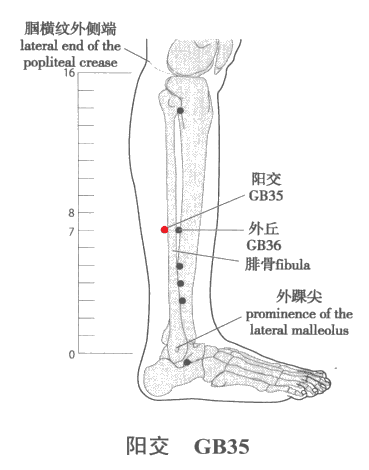 腘横纹外侧端
lateral end of the
popliteal crease
16
阳交
GB35
8
7
外丘
GB36
腓骨fibula
外踝尖
prominence of the
lateral malleolus
0
阳交 GB35